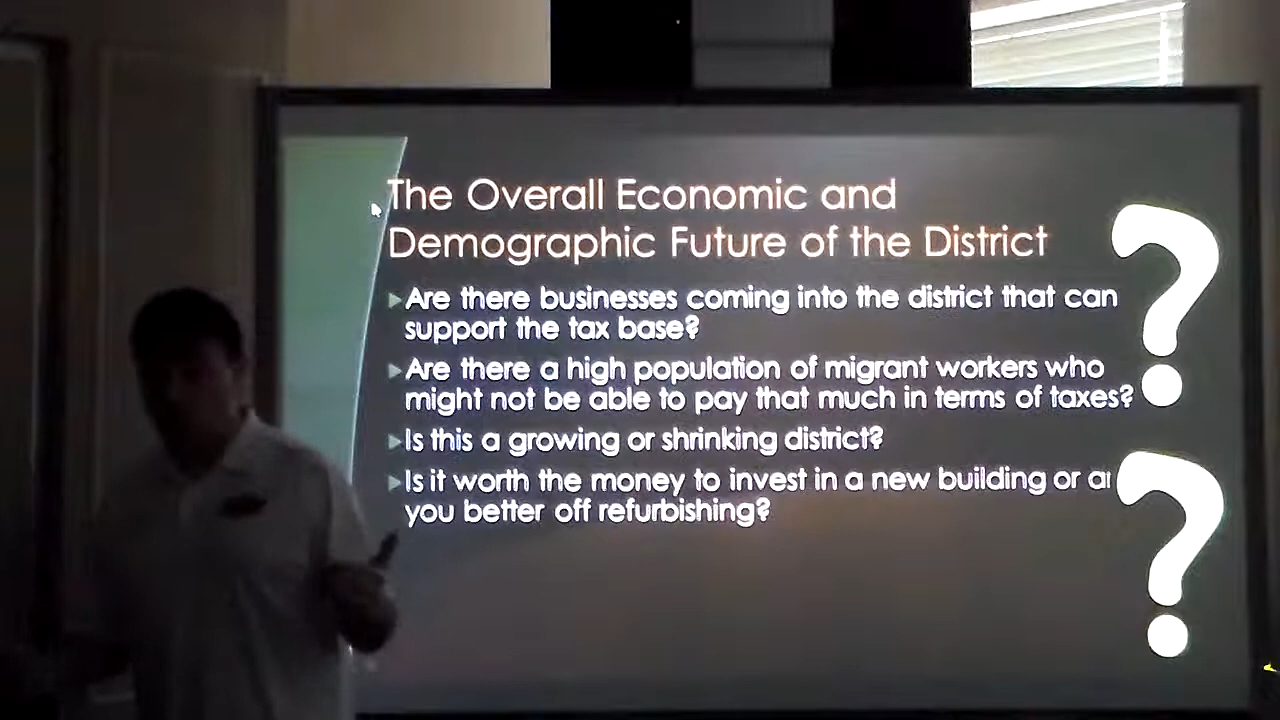 The Overall Economic and
Demographic Future of the District
Are there businesses coming into the district that can
support the tax base?
Are there a high population of migrant workers who
might not be able to pay that much in terms of taxes?
Is this a growing or shrinking district?
Is it worth the money to invest in a new building or
you better off refurbishing?
? 
?